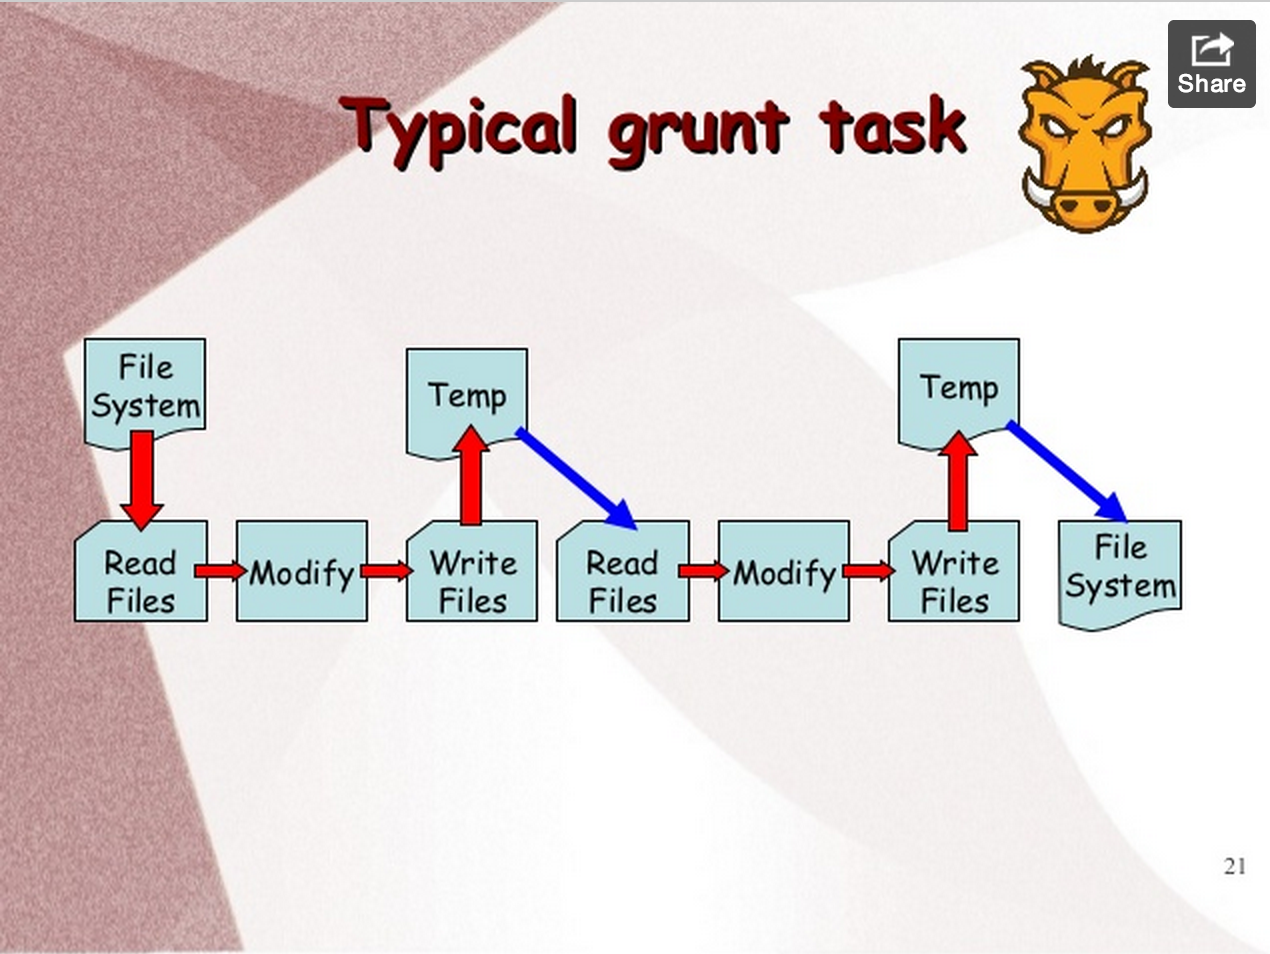 Share
Typical grunt task
File
System
Temp
Temp
Read
Files
Modify
Write
Files
Read
Files
Modify
Write
Files
File
System
21